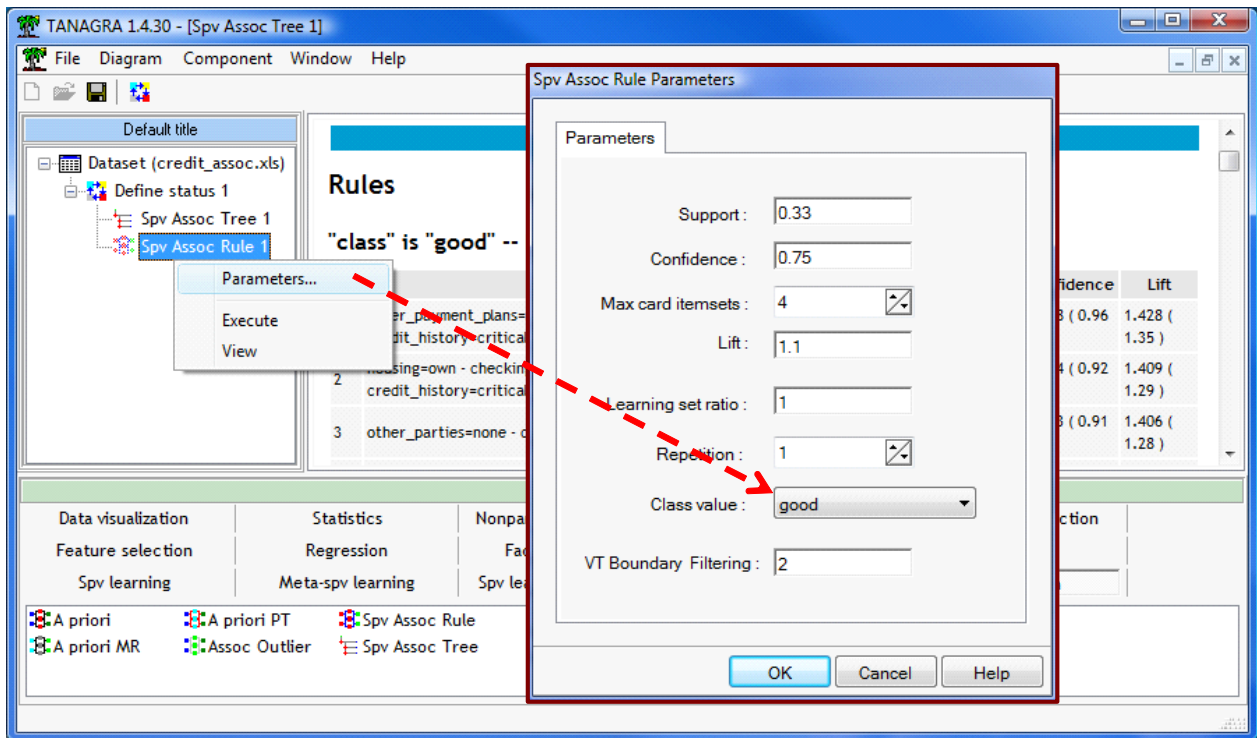 TANAGRA 1.4.30 - [Spv Assoc Tree 1]
File Diagram Component Window Help
Default title
Dataset (credit_assoc.xls)
Define status 1
Spv Assoc Tree 1
Spv Assoc Rule 1
Parameters...
Execute
View
Rules
"class" is "good" --
fidence Lift
er_payment_plans=
dit_history=critical
3 ( 0.96 1.428 (
1.35 )
2 housing=own - checkin
credit_history=critical
4 ( 0.92 1.409 (
1.29 )
3 other_parties=none - c
3 ( 0.91 1.406 (
1.28 )
Spv Assoc Rule Parameters
Parameters
Support : 0.33
Confidence : 0.75
Max card itemsets : 4
Lift : 1.1
Learning set ratio : 1
Repetition : 1
Class value : good
VT Boundary Filtering : 2
OK Cancel Help
Data visualization Statistics Nonpa ction
Feature selection Regression Fac
Spv learning Meta-spv learning Spv lea
A priori A priori PT Spv Assoc Rule
A priori MR Assoc Outlier Spv Assoc Tree